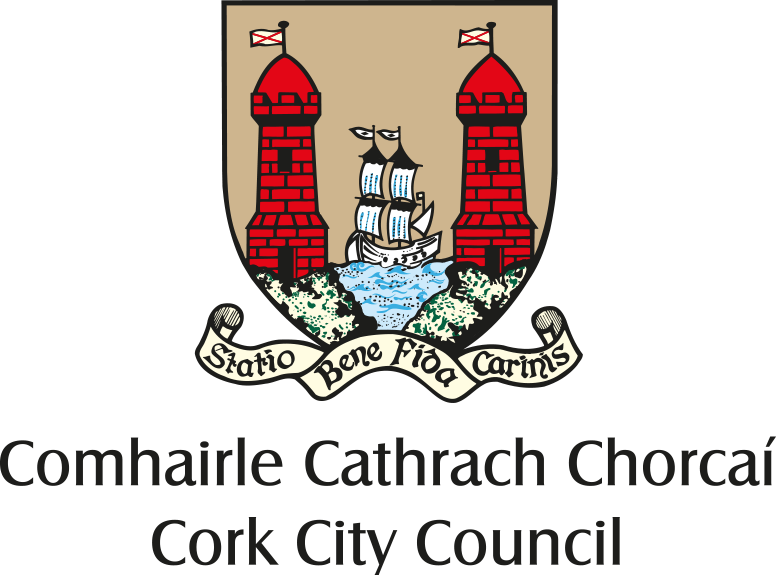 Statio Bene Fida Carinis
Comhairle Cathrach Chorcaí
Cork City Council